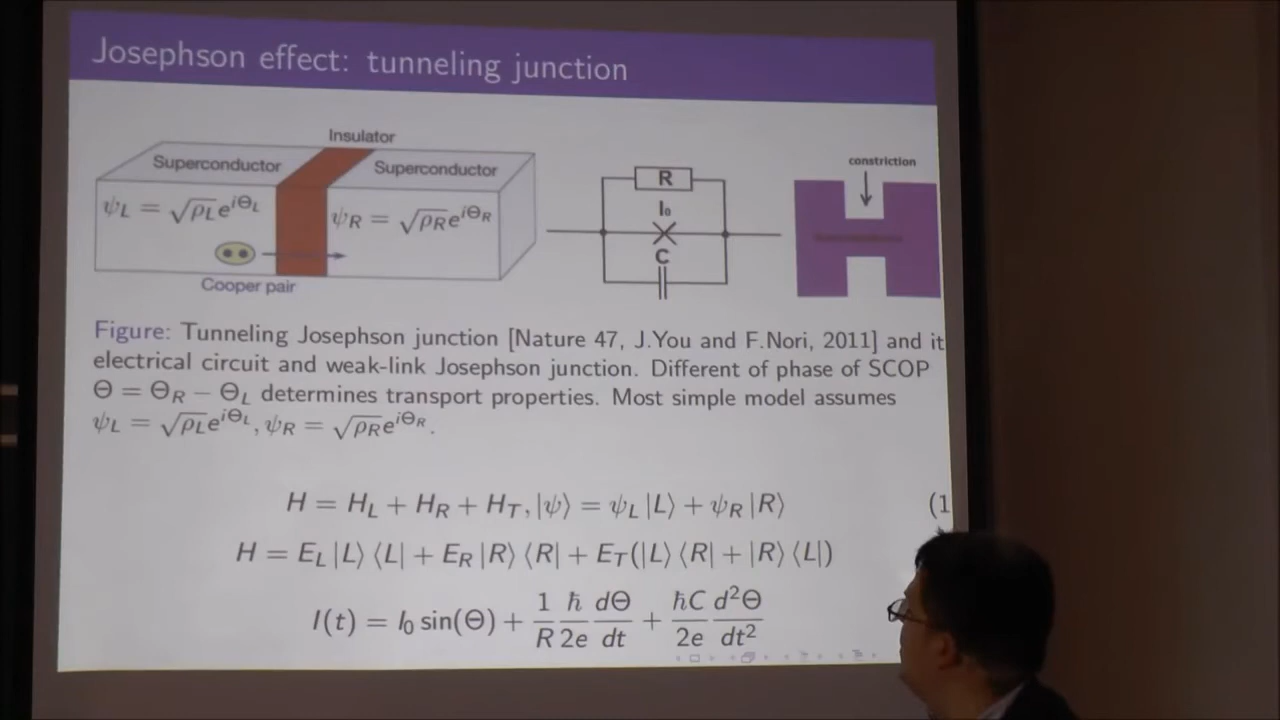 Josephson effect: tunneling junction
Insulator
Superconductor
Superconductor
ψ_L = √ρ_L e^{iΘ_L}
ψ_R = √ρ_R e^{iΘ_R}
Cooper pair
R
I₀
C
constriction
Figure: Tunneling Josephson junction [Nature 47, J.You and F.Nori, 2011] and it
electrical circuit and weak-link Josephson junction. Different of phase of SCOP
Θ = Θ_R − Θ_L determines transport properties. Most simple model assumes
ψ_L = √ρ_L e^{iΘ_L}, ψ_R = √ρ_R e^{iΘ_R}.
H = H_L + H_R + H_T, |ψ⟩ = ψ_L |L⟩ + ψ_R |R⟩ (1
H = E_L |L⟩ ⟨L| + E_R |R⟩ ⟨R| + E_T(|L⟩ ⟨R| + |R⟩ ⟨L|)
I(t) = I₀ sin(Θ) + 1/R ħ/2e dΘ/dt + ħC/2e d²Θ/dt²